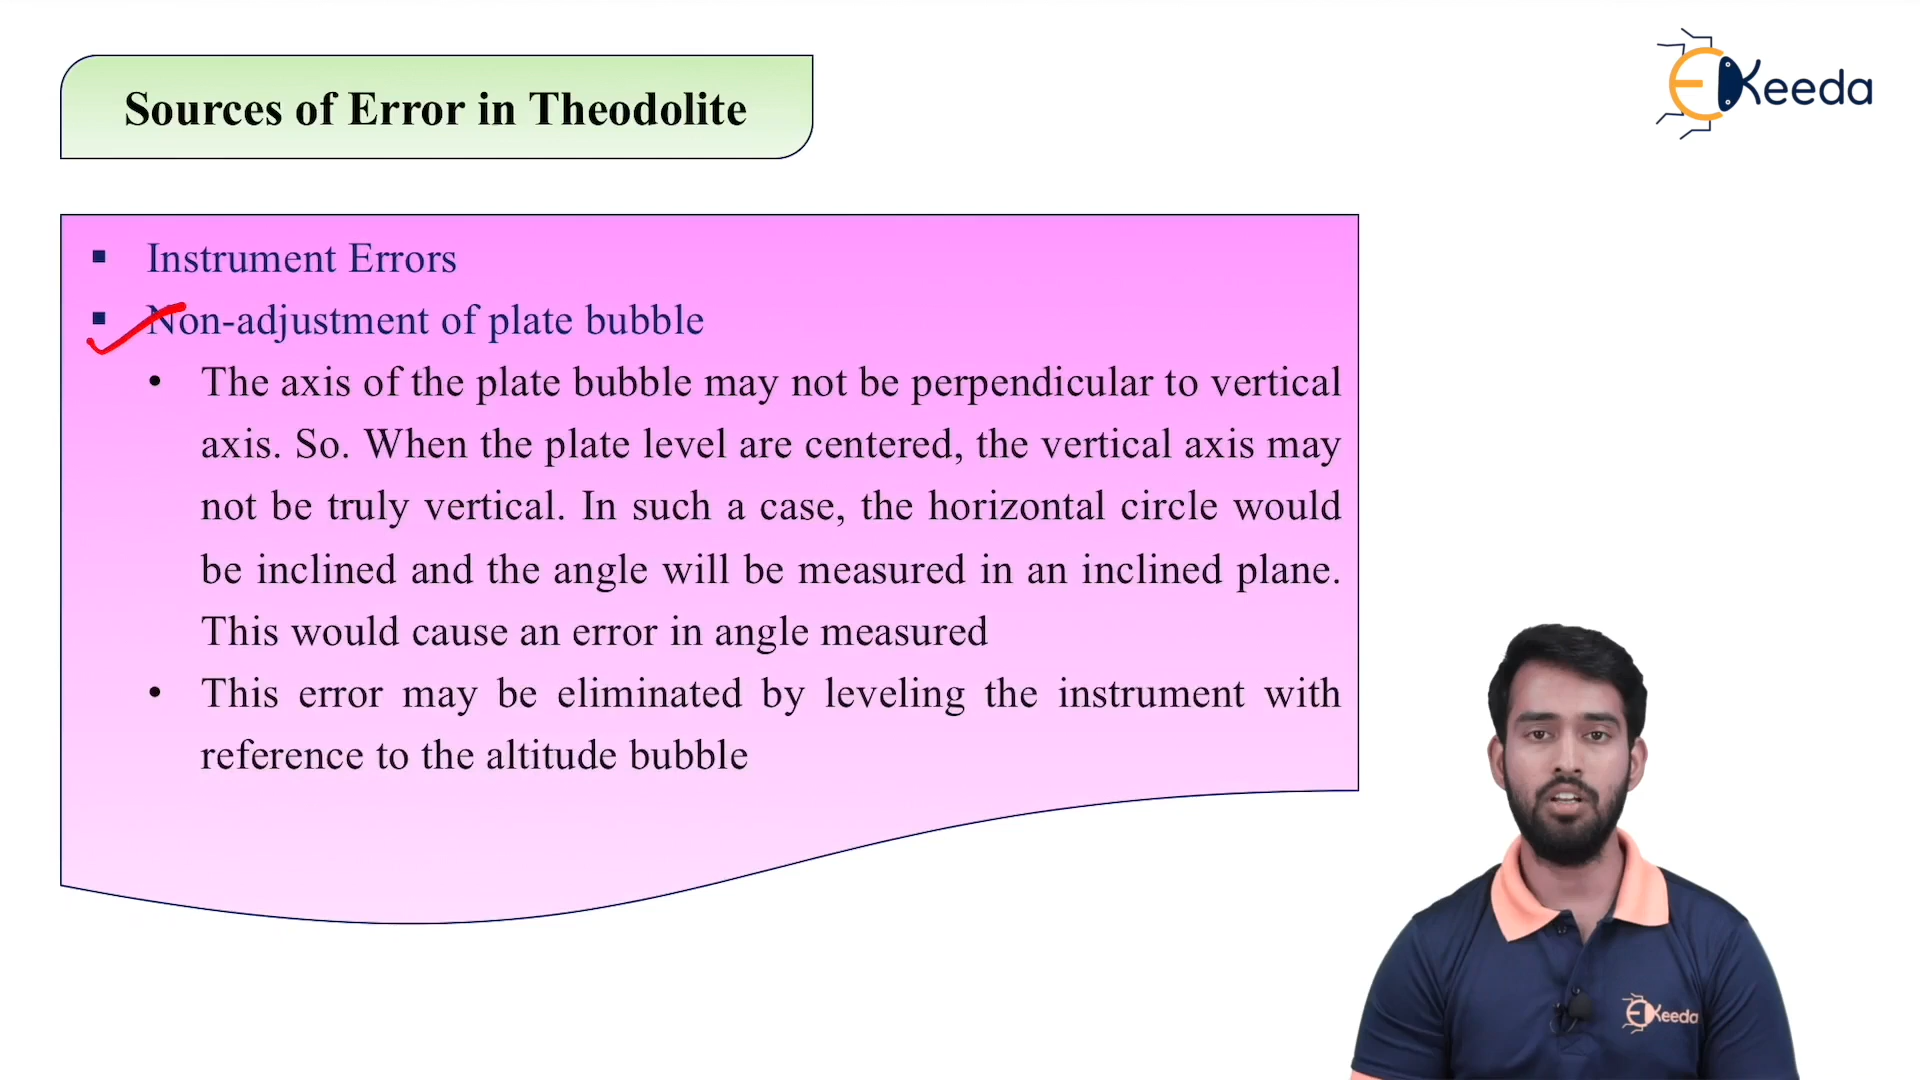 Sources of Error in Theodolite
EKeeda
Instrument Errors
Non-adjustment of plate bubble
The axis of the plate bubble may not be perpendicular to vertical
axis. So. When the plate level are centered, the vertical axis may
not be truly vertical. In such a case, the horizontal circle would
be inclined and the angle will be measured in an inclined plane.
This would cause an error in angle measured
This error may be eliminated by leveling the instrument with
reference to the altitude bubble
EKeeda